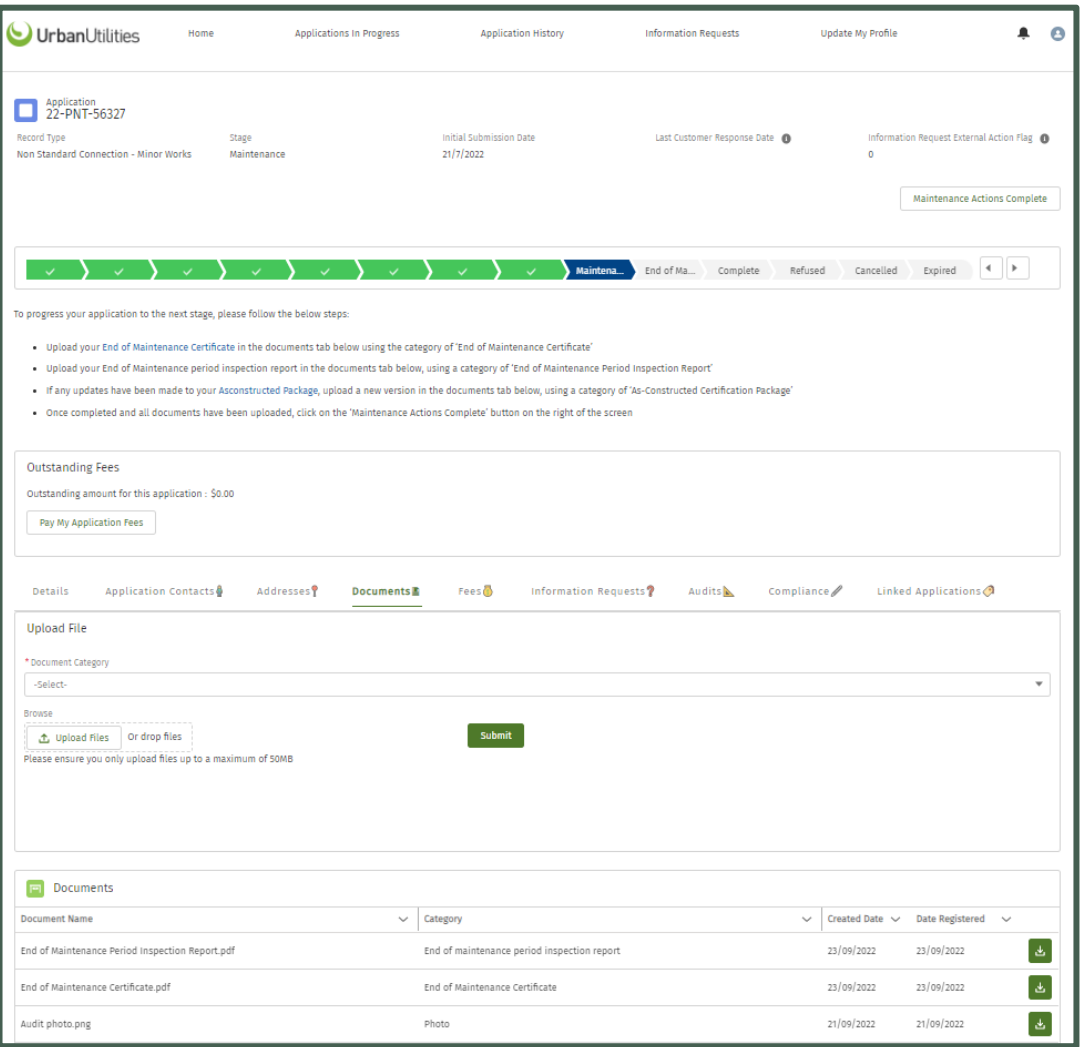 UrbanUtilities Home Applications In Progress Application History Information Requests Update My Profile
Application
22-PNT-56327
Record Type Stage Initial Submission Date Last Customer Response Date Information Request External Action Flag
Non Standard Connection - Minor Works Maintenance 21/7/2022 0
Maintenance Actions Complete
Maintena... End of Ma... Complete Refused Cancelled Expired
To progress your application to the next stage, please follow the below steps:
• Upload your End of Maintenance Certificate in the documents tab below using the category of 'End of Maintenance Certificate'
• Upload your End of Maintenance period inspection report in the documents tab below, using a category of 'End of Maintenance Period Inspection Report'
• If any updates have been made to your Asconstructed Package, upload a new version in the documents tab below, using a category of 'As-Constructed Certification Package'
• Once completed and all documents have been uploaded, click on the 'Maintenance Actions Complete' button on the right of the screen
Outstanding Fees
Outstanding amount for this application : $0.00
Pay My Application Fees
Details Application Contacts Addresses Documents Fees Information Requests Audits Compliance Linked Applications
Upload File
* Document Category
-Select-
Browse
Upload Files Or drop files Submit
Please ensure you only upload files up to a maximum of 50MB
Documents
Document Name Category Created Date Date Registered
End of Maintenance Period Inspection Report.pdf End of maintenance period inspection report 23/09/2022 23/09/2022
End of Maintenance Certificate.pdf End of Maintenance Certificate 23/09/2022 23/09/2022
Audit photo.png Photo 21/09/2022 21/09/2022